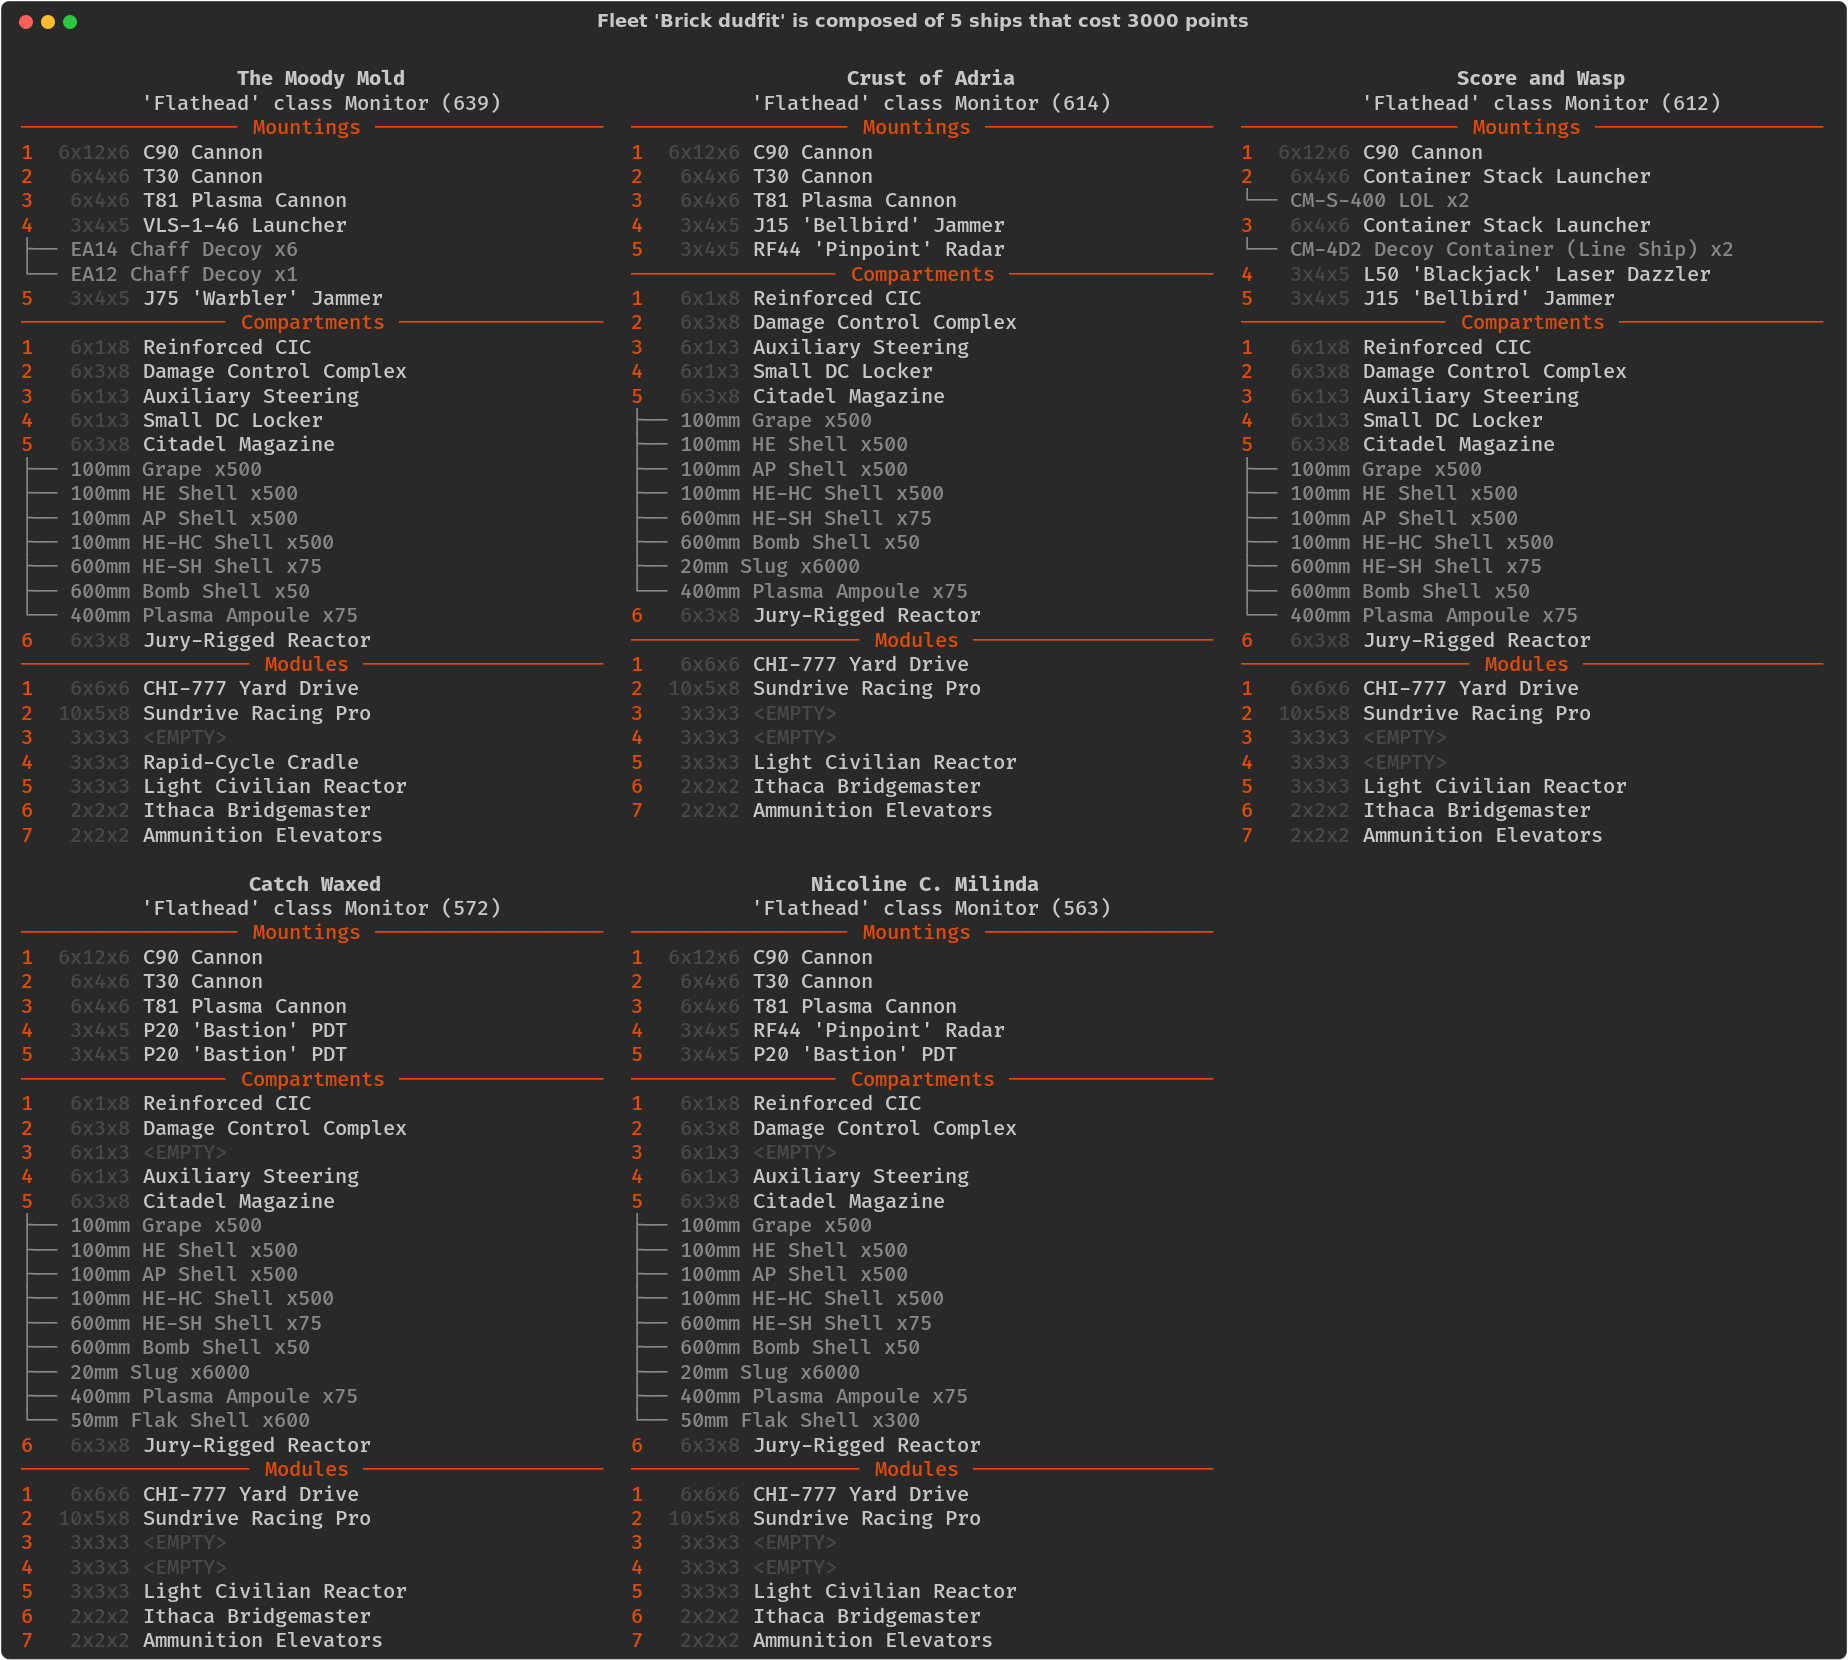 Fleet 'Brick dudfit' is composed of 5 ships that cost 3000 points
The Moody Mold
'Flathead' class Monitor (639)
Mountings
1 6x12x6 C90 Cannon
2 6x4x6 T30 Cannon
3 6x4x6 T81 Plasma Cannon
4 3x4x5 VLS-1-46 Launcher
EA14 Chaff Decoy x6
EA12 Chaff Decoy x1
5 3x4x5 J75 'Warbler' Jammer
Compartments
1 6x1x8 Reinforced CIC
2 6x3x8 Damage Control Complex
3 6x1x3 Auxiliary Steering
4 6x1x3 Small DC Locker
5 6x3x8 Citadel Magazine
100mm Grape x500
100mm HE Shell x500
100mm AP Shell x500
100mm HE-HC Shell x500
600mm HE-SH Shell x75
600mm Bomb Shell x50
400mm Plasma Ampoule x75
6 6x3x8 Jury-Rigged Reactor
Modules
1 6x6x6 CHI-777 Yard Drive
2 10x5x8 Sundrive Racing Pro
3 3x3x3 <EMPTY>
4 3x3x3 Rapid-Cycle Cradle
5 3x3x3 Light Civilian Reactor
6 2x2x2 Ithaca Bridgemaster
7 2x2x2 Ammunition Elevators
Crust of Adria
'Flathead' class Monitor (614)
Mountings
1 6x12x6 C90 Cannon
2 6x4x6 T30 Cannon
3 6x4x6 T81 Plasma Cannon
4 3x4x5 J15 'Bellbird' Jammer
5 3x4x5 RF44 'Pinpoint' Radar
Compartments
1 6x1x8 Reinforced CIC
2 6x3x8 Damage Control Complex
3 6x1x3 Auxiliary Steering
4 6x1x3 Small DC Locker
5 6x3x8 Citadel Magazine
100mm Grape x500
100mm HE Shell x500
100mm AP Shell x500
100mm HE-HC Shell x500
600mm HE-SH Shell x75
600mm Bomb Shell x50
20mm Slug x6000
400mm Plasma Ampoule x75
6 6x3x8 Jury-Rigged Reactor
Modules
1 6x6x6 CHI-777 Yard Drive
2 10x5x8 Sundrive Racing Pro
3 3x3x3 <EMPTY>
4 3x3x3 <EMPTY>
5 3x3x3 Light Civilian Reactor
6 2x2x2 Ithaca Bridgemaster
7 2x2x2 Ammunition Elevators
Score and Wasp
'Flathead' class Monitor (612)
Mountings
1 6x12x6 C90 Cannon
2 6x4x6 Container Stack Launcher
CM-S-400 LOL x2
3 6x4x6 Container Stack Launcher
CM-4D2 Decoy Container (Line Ship) x2
4 3x4x5 L50 'Blackjack' Laser Dazzler
5 3x4x5 J15 'Bellbird' Jammer
Compartments
1 6x1x8 Reinforced CIC
2 6x3x8 Damage Control Complex
3 6x1x3 Auxiliary Steering
4 6x1x3 Small DC Locker
5 6x3x8 Citadel Magazine
100mm Grape x500
100mm HE Shell x500
100mm AP Shell x500
100mm HE-HC Shell x500
600mm HE-SH Shell x75
600mm Bomb Shell x50
400mm Plasma Ampoule x75
6 6x3x8 Jury-Rigged Reactor
Modules
1 6x6x6 CHI-777 Yard Drive
2 10x5x8 Sundrive Racing Pro
3 3x3x3 <EMPTY>
4 3x3x3 <EMPTY>
5 3x3x3 Light Civilian Reactor
6 2x2x2 Ithaca Bridgemaster
7 2x2x2 Ammunition Elevators
Catch Waxed
'Flathead' class Monitor (572)
Mountings
1 6x12x6 C90 Cannon
2 6x4x6 T30 Cannon
3 6x4x6 T81 Plasma Cannon
4 3x4x5 P20 'Bastion' PDT
5 3x4x5 P20 'Bastion' PDT
Compartments
1 6x1x8 Reinforced CIC
2 6x3x8 Damage Control Complex
3 6x1x3 <EMPTY>
4 6x1x3 Auxiliary Steering
5 6x3x8 Citadel Magazine
100mm Grape x500
100mm HE Shell x500
100mm AP Shell x500
100mm HE-HC Shell x500
600mm HE-SH Shell x75
600mm Bomb Shell x50
20mm Slug x6000
400mm Plasma Ampoule x75
50mm Flak Shell x600
6 6x3x8 Jury-Rigged Reactor
Modules
1 6x6x6 CHI-777 Yard Drive
2 10x5x8 Sundrive Racing Pro
3 3x3x3 <EMPTY>
4 3x3x3 <EMPTY>
5 3x3x3 Light Civilian Reactor
6 2x2x2 Ithaca Bridgemaster
7 2x2x2 Ammunition Elevators
Nicoline C. Milinda
'Flathead' class Monitor (563)
Mountings
1 6x12x6 C90 Cannon
2 6x4x6 T30 Cannon
3 6x4x6 T81 Plasma Cannon
4 3x4x5 RF44 'Pinpoint' Radar
5 3x4x5 P20 'Bastion' PDT
Compartments
1 6x1x8 Reinforced CIC
2 6x3x8 Damage Control Complex
3 6x1x3 <EMPTY>
4 6x1x3 Auxiliary Steering
5 6x3x8 Citadel Magazine
100mm Grape x500
100mm HE Shell x500
100mm AP Shell x500
100mm HE-HC Shell x500
600mm HE-SH Shell x75
600mm Bomb Shell x50
20mm Slug x6000
400mm Plasma Ampoule x75
50mm Flak Shell x300
6 6x3x8 Jury-Rigged Reactor
Modules
1 6x6x6 CHI-777 Yard Drive
2 10x5x8 Sundrive Racing Pro
3 3x3x3 <EMPTY>
4 3x3x3 <EMPTY>
5 3x3x3 Light Civilian Reactor
6 2x2x2 Ithaca Bridgemaster
7 2x2x2 Ammunition Elevators